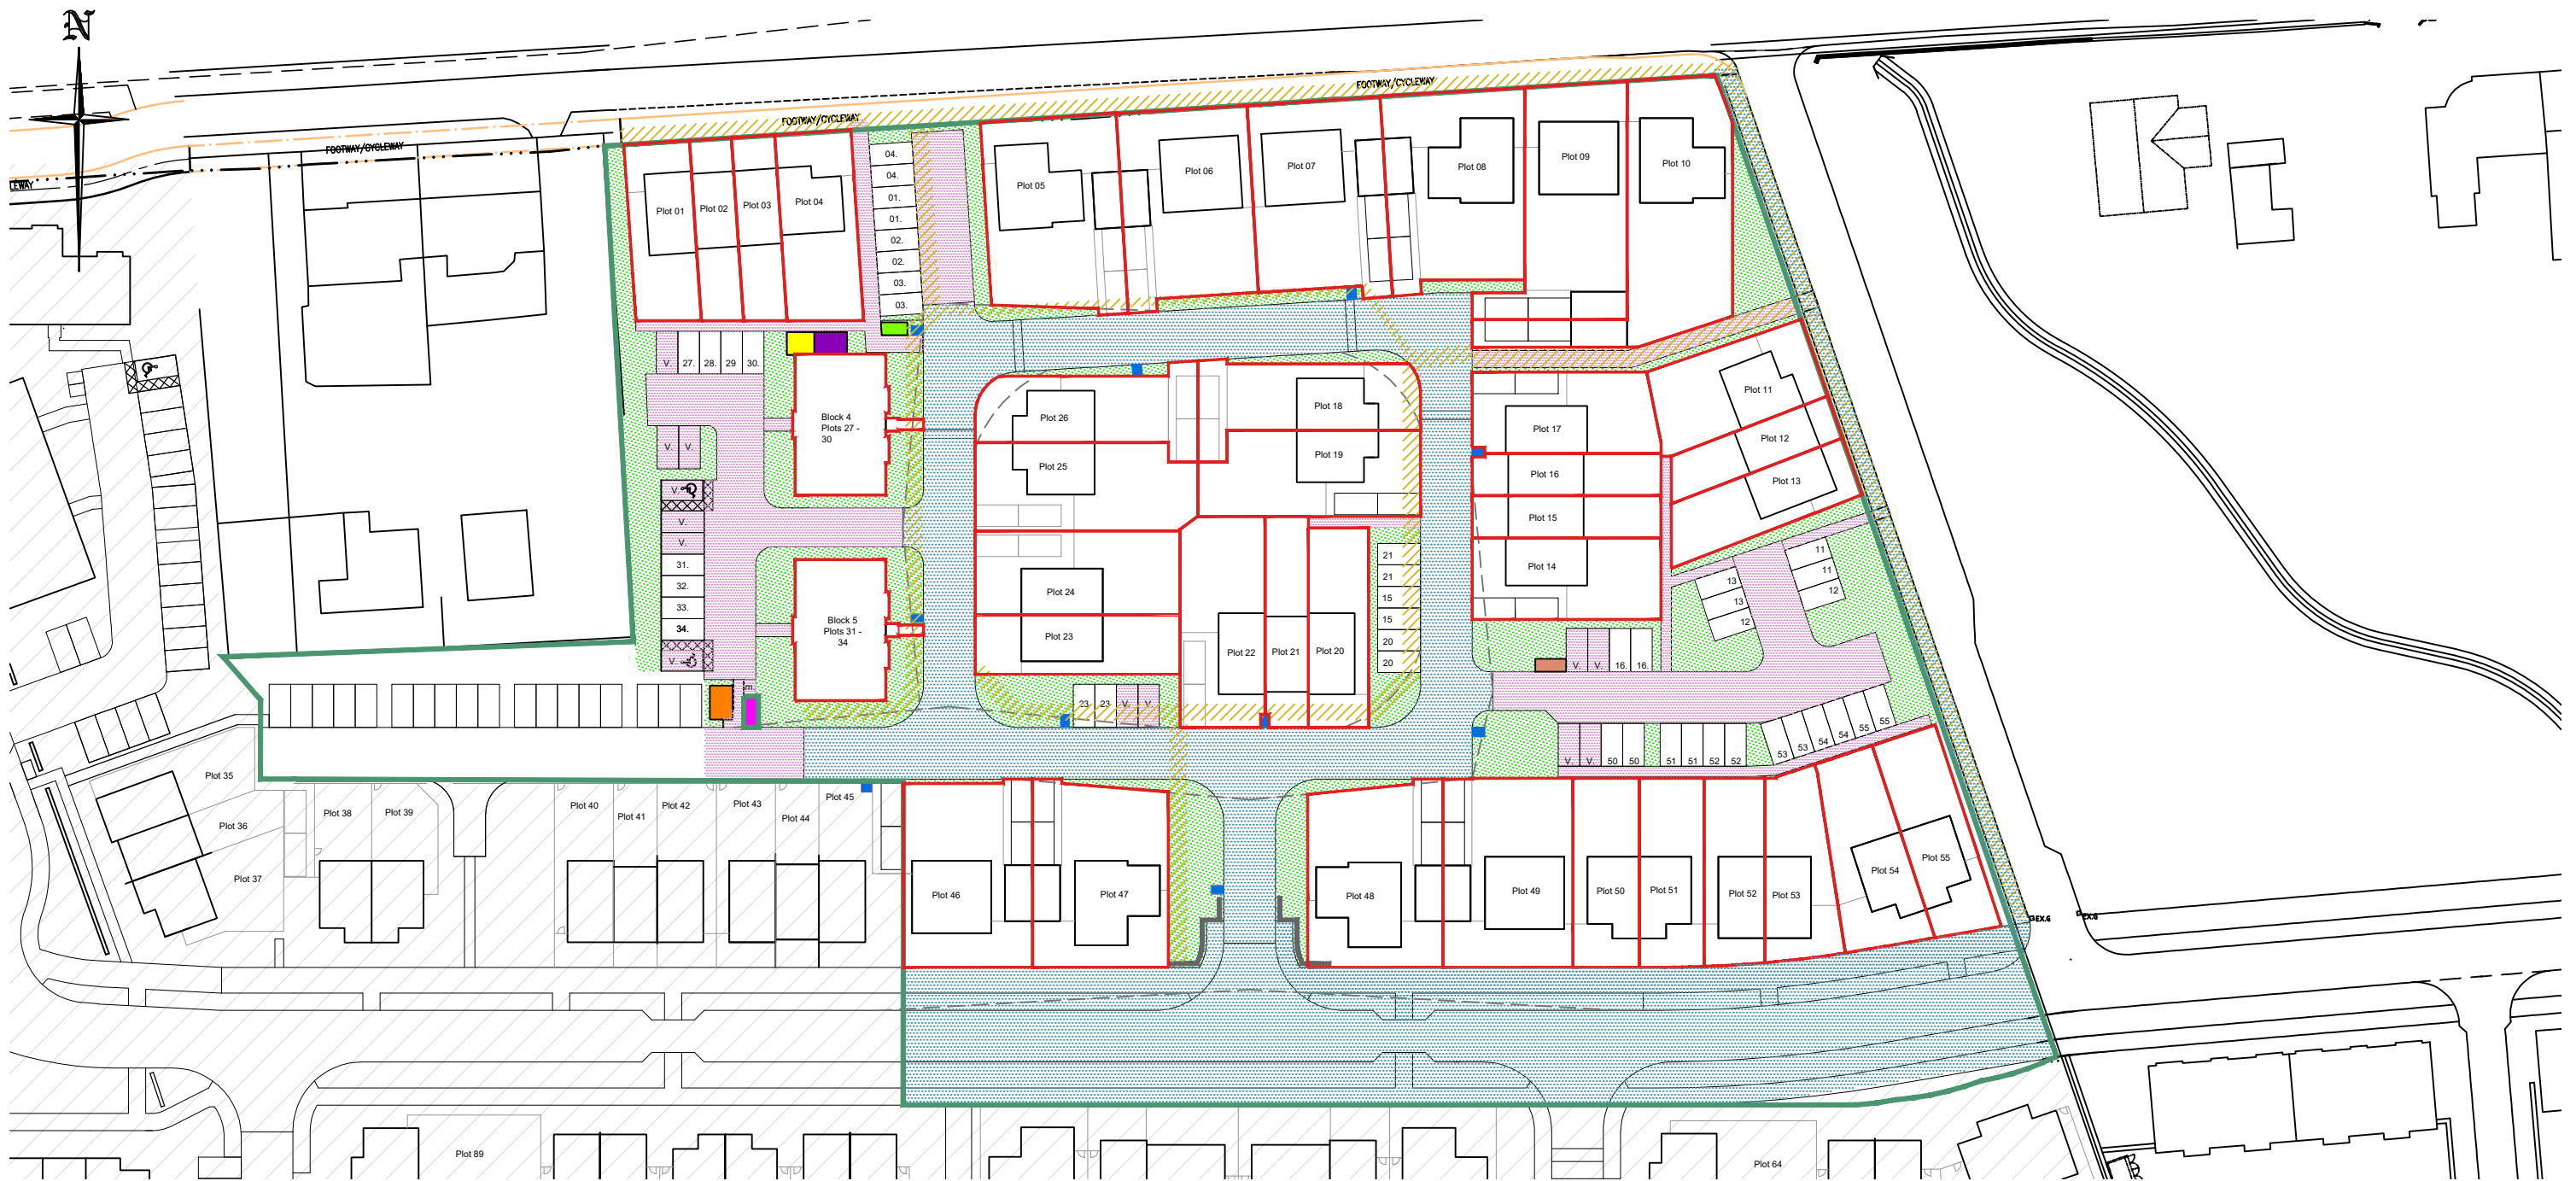 N
FOOTWAY/CYCLEWAY
FOOTWAY/CYCLEWAY
FOOTWAY/CYCLEWAY
LEWAY
Plot 01
Plot 02
Plot 03
Plot 04
04.
04.
01.
01.
02.
02.
03.
03.
Plot 05
Plot 06
Plot 07
Plot 08
Plot 09
Plot 10
V.
27.
28.
29
30.
Block 4
Plots 27 -
30
V.
V.
V.
V.
V.
31.
32.
33.
34.
V.
Block 5
Plots 31 -
34
m.
Plot 26
Plot 25
Plot 18
Plot 19
Plot 24
Plot 23
Plot 22
Plot 21
Plot 20
21
21
15
15
20
20
23
23
V.
V.
Plot 17
Plot 16
Plot 15
Plot 14
Plot 11
Plot 12
Plot 13
11
11
12
13
13
12
V.
V.
16.
16.
V.
V.
50
50
51
51
52
52
53
53
54
54
55
55
Plot 35
Plot 36
Plot 37
Plot 38
Plot 39
Plot 40
Plot 41
Plot 42
Plot 43
Plot 44
Plot 45
Plot 46
Plot 47
Plot 48
Plot 49
Plot 50
Plot 51
Plot 52
Plot 53
Plot 54
Plot 55
Plot 89
Plot 64